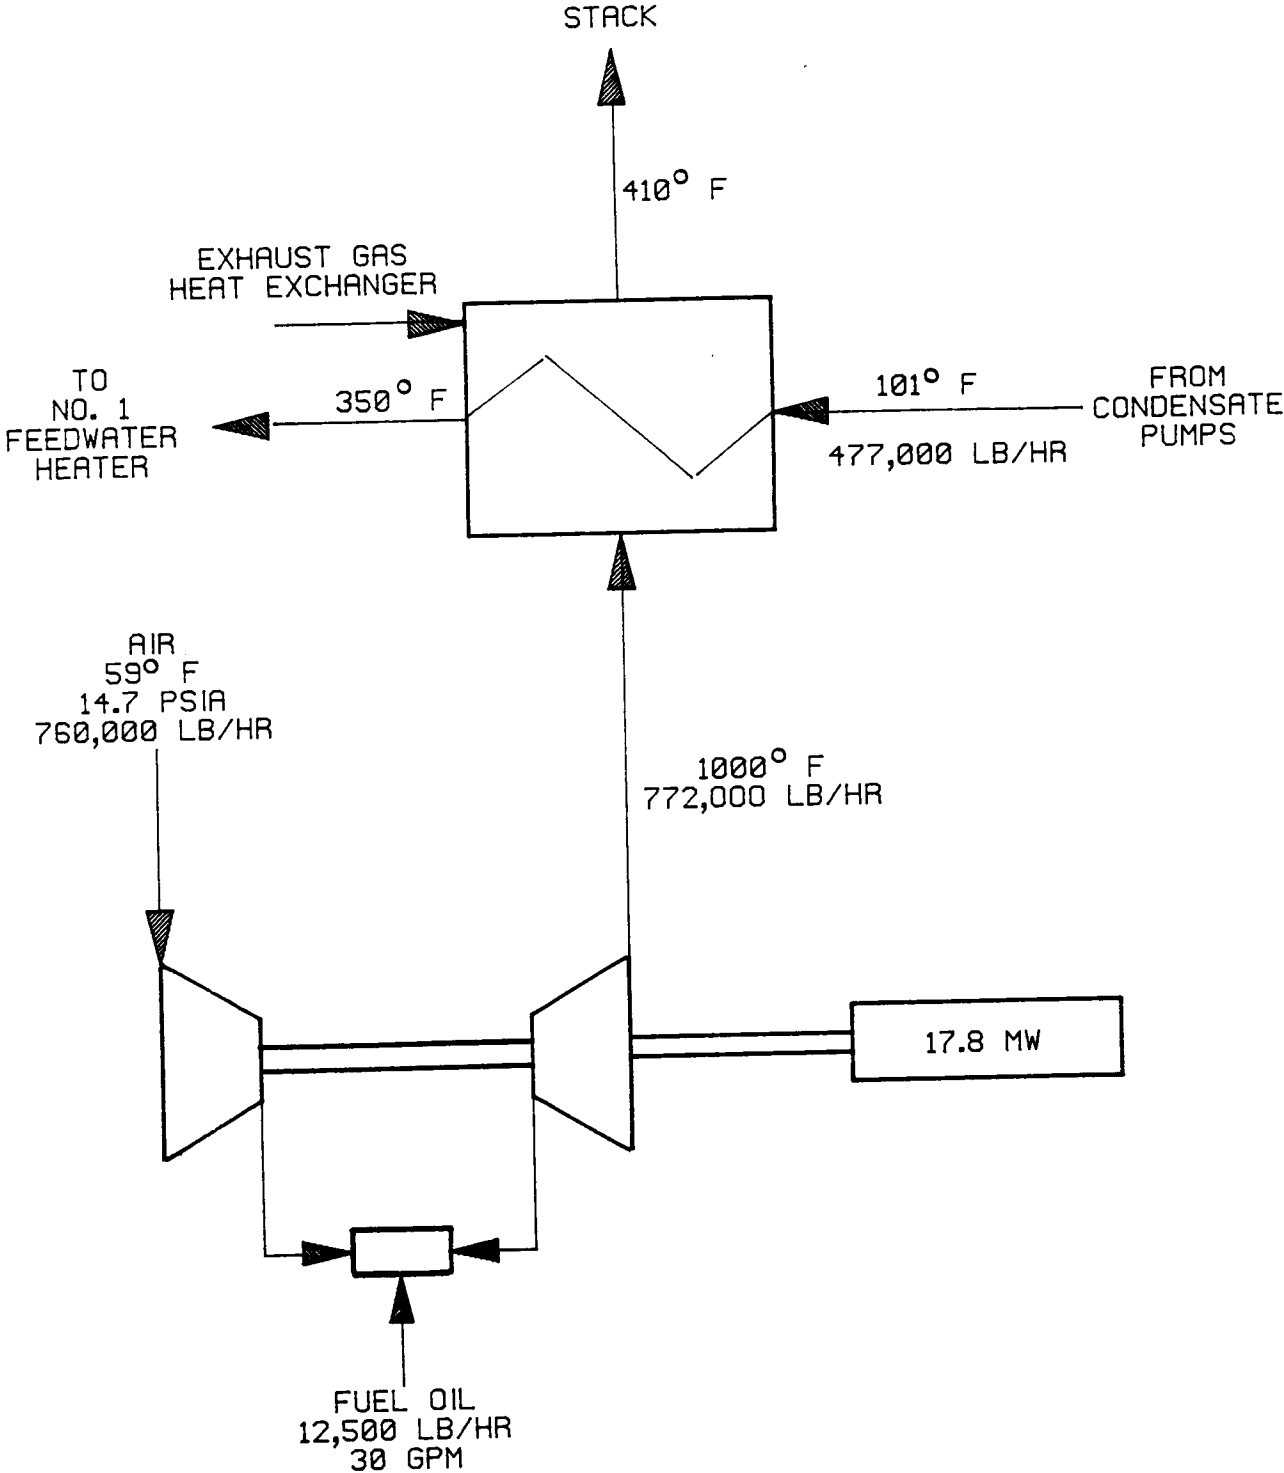 STACK
410° F
EXHAUST GAS
HEAT EXCHANGER
TO
NO. 1
FEEDWATER
HEATER
350° F
101° F
477,000 LB/HR
FROM
CONDENSATE
PUMPS
AIR
59° F
14.7 PSIA
760,000 LB/HR
1000° F
772,000 LB/HR
17.8 MW
FUEL OIL
12,500 LB/HR
30 GPM